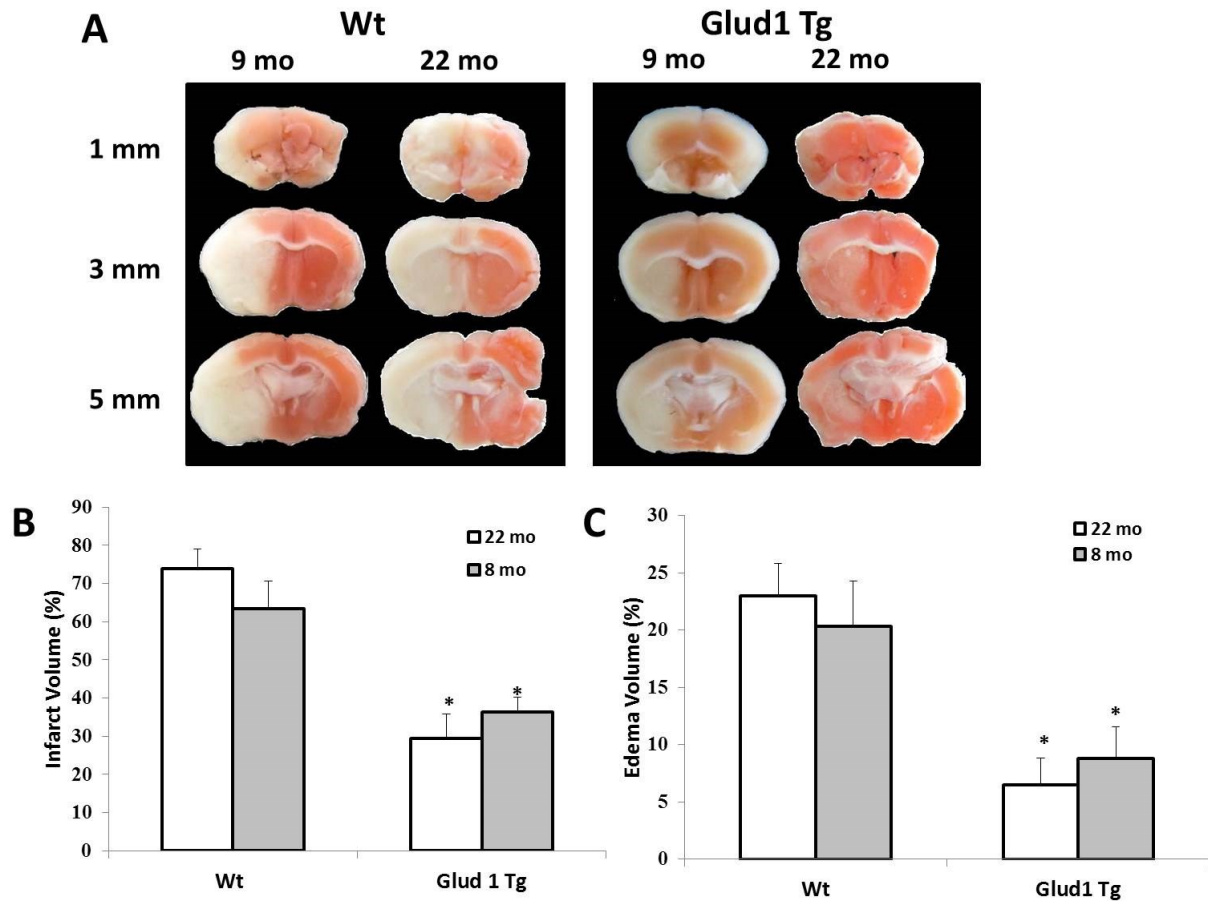 A
Wt
Glud1 Tg
9 mo
22 mo
9 mo
22 mo
1 mm
3 mm
5 mm
B
Infarct Volume (%)
90
80
70
60
50
40
30
20
10
0
22 mo
8 mo
*
*
Wt
Glud 1 Tg
C
Edema Volume (%)
30
25
20
15
10
5
0
22 mo
8 mo
*
*
Wt
Glud1 Tg